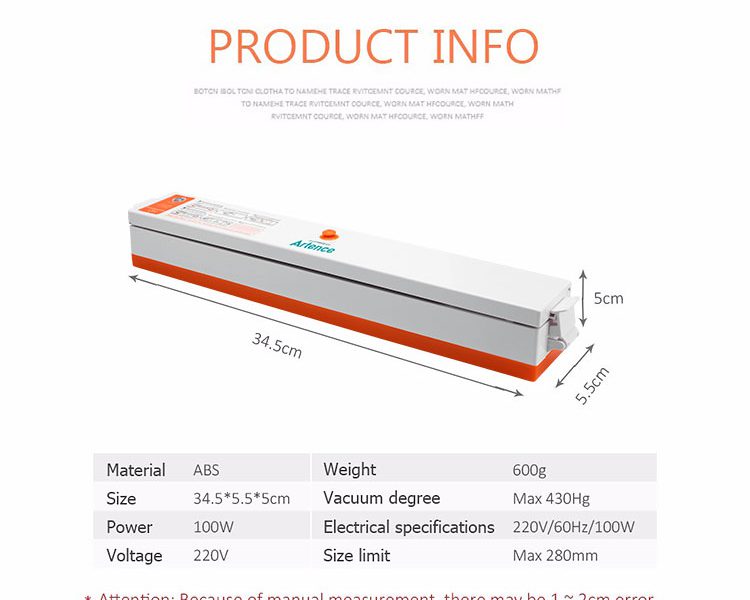 PRODUCT INFO
BOTCN ISOL TCNI CLOTHA TO NAMEHE TRACE RVITCEMNT COURCE, WORN MAT HFCOURCE, WORN MATHF
TO NAMEHE TRACE RVITCEMNT COURCE, WORN MAT HFCOURCE, WORN MATH
RVITCEMNT COURCE, WORN MAT HFCOURCE, WORN MATHFF
Artence
5cm
34.5cm
5.5cm
Material ABS Weight 600g
Size 34.5*5.5*5cm Vacuum degree Max 430Hg
Power 100W Electrical specifications 220V/60Hz/100W
Voltage 220V Size limit Max 280mm
* Attention: Because of manual measurement, there may be 1 ~ 2cm error